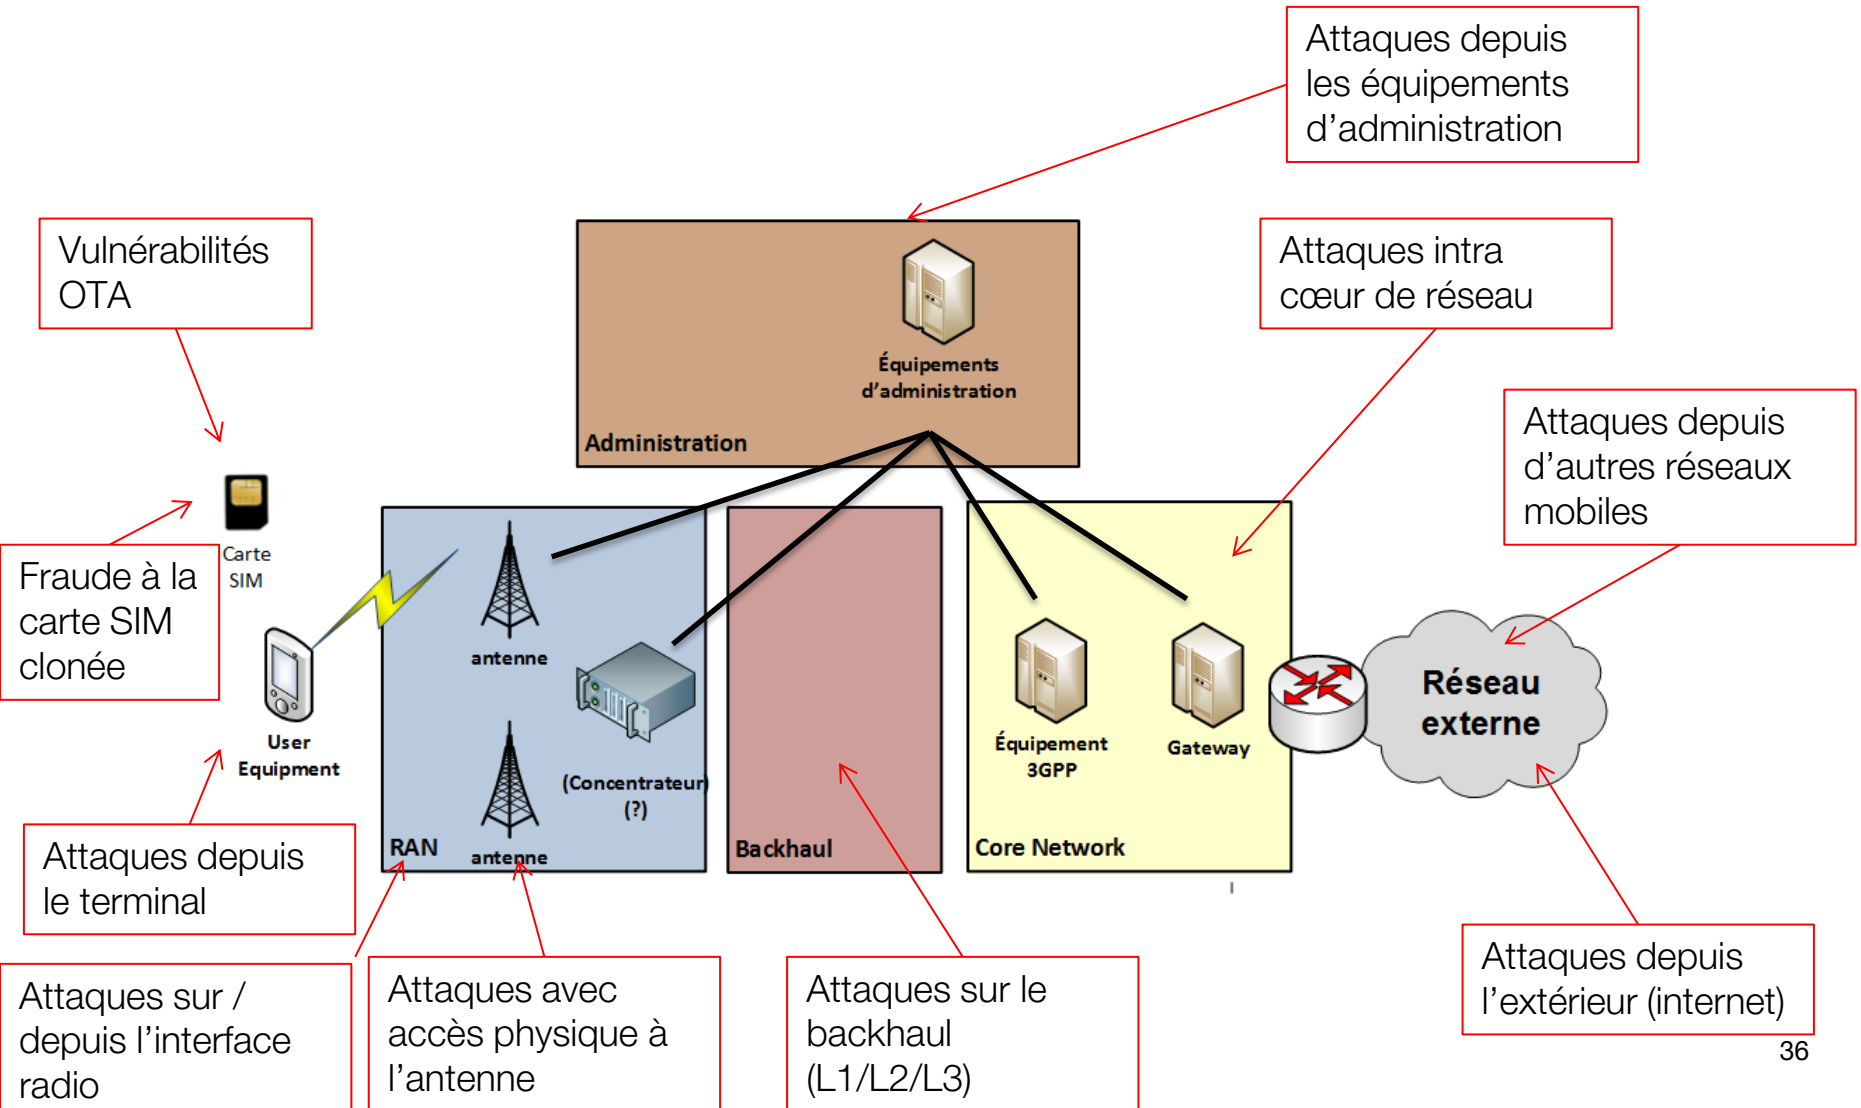 Attaques depuis
les équipements
d’administration
Vulnérabilités
OTA
Attaques intra
cœur de réseau
Équipements
d’administration
Administration
Attaques depuis
d’autres réseaux
mobiles
Carte
SIM
Fraude à la
carte SIM
clonée
antenne
User
Equipment
(Concentrateur)
(?)
Équipement
3GPP
Gateway
Réseau
externe
RAN
antenne
Backhaul
Core Network
Attaques depuis
le terminal
Attaques sur /
depuis l’interface
radio
Attaques avec
accès physique à
l’antenne
Attaques sur le
backhaul
(L1/L2/L3)
Attaques depuis
l’extérieur (internet)
36